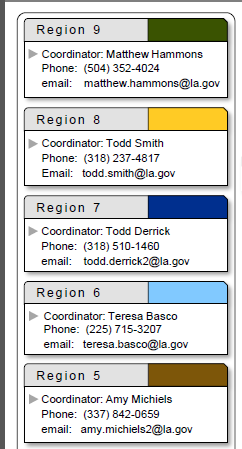 Region 9
Coordinator: Matthew Hammons
Phone: (504) 352-4024
email: matthew.hammons@la.gov
Region 8
Coordinator: Todd Smith
Phone: (318) 237-4817
Email: todd.smith@la.gov
Region 7
Coordinator: Todd Derrick
Phone: (318) 510-1460
email: todd.derrick2@la.gov
Region 6
Coordinator: Teresa Basco
Phone: (225) 715-3207
email: teresa.basco@la.gov
Region 5
Coordinator: Amy Michiels
Phone: (337) 842-0659
email: amy.michiels2@la.gov